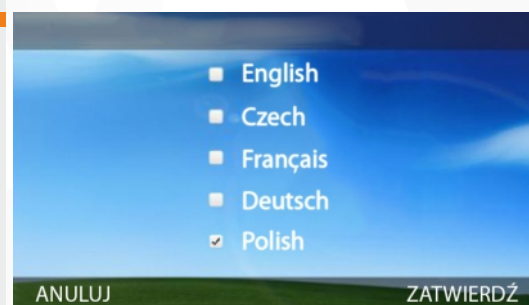 English
Czech
Français
Deutsch
Polish
ANULUJ ZATWIERDŹ